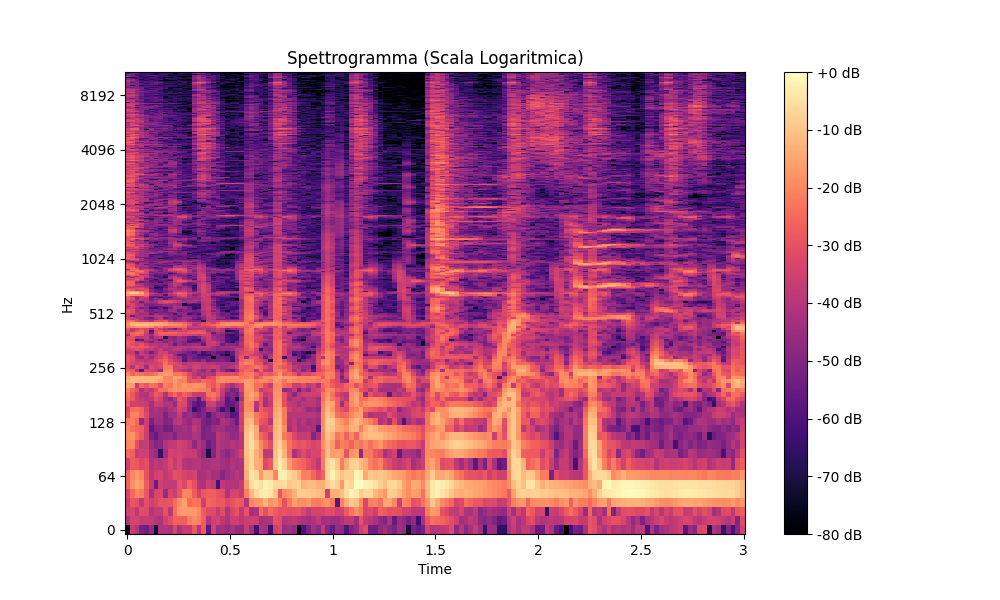 Spettrogramma (Scala Logaritmica)
8192
4096
2048
1024
512
256
128
64
0
Hz
0
0.5
1
1.5
2
2.5
3
Time
+0 dB
-10 dB
-20 dB
-30 dB
-40 dB
-50 dB
-60 dB
-70 dB
-80 dB